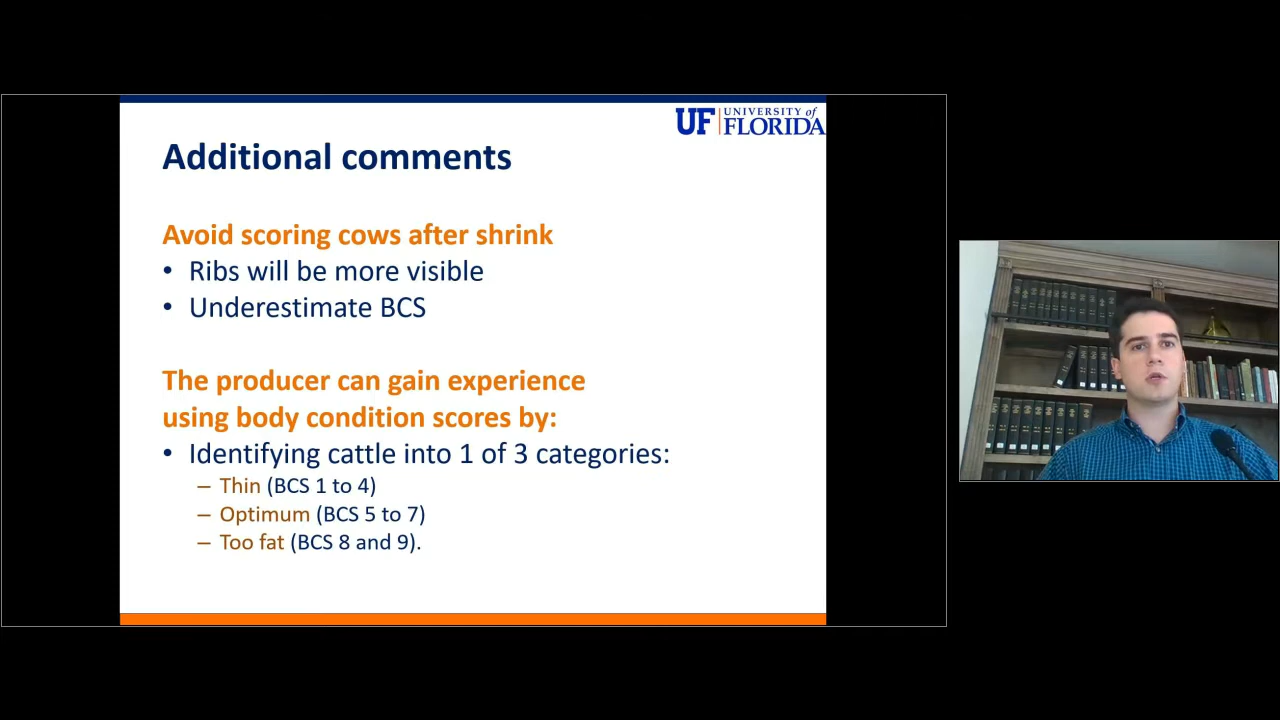 UF UNIVERSITY of
FLORIDA
Additional comments
Avoid scoring cows after shrink
• Ribs will be more visible
• Underestimate BCS
The producer can gain experience
using body condition scores by:
• Identifying cattle into 1 of 3 categories:
– Thin (BCS 1 to 4)
– Optimum (BCS 5 to 7)
– Too fat (BCS 8 and 9).